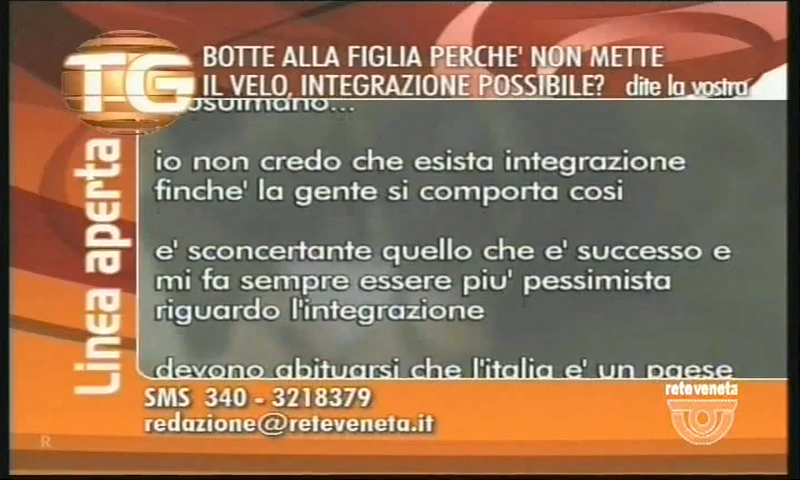 TG
BOTTE ALLA FIGLIA PERCHE' NON METTE
IL VELO, INTEGRAZIONE POSSIBILE? dite la vostra
Linea aperta
io non credo che esista integrazione
finche' la gente si comporta cosi
e' sconcertante quello che e' successo e
mi fa sempre essere piu' pessimista
riguardo l'integrazione
devono abituarsi che l'italia e' un paese
SMS 340 - 3218379
redazione@reteveneta.it
reteveneta
R